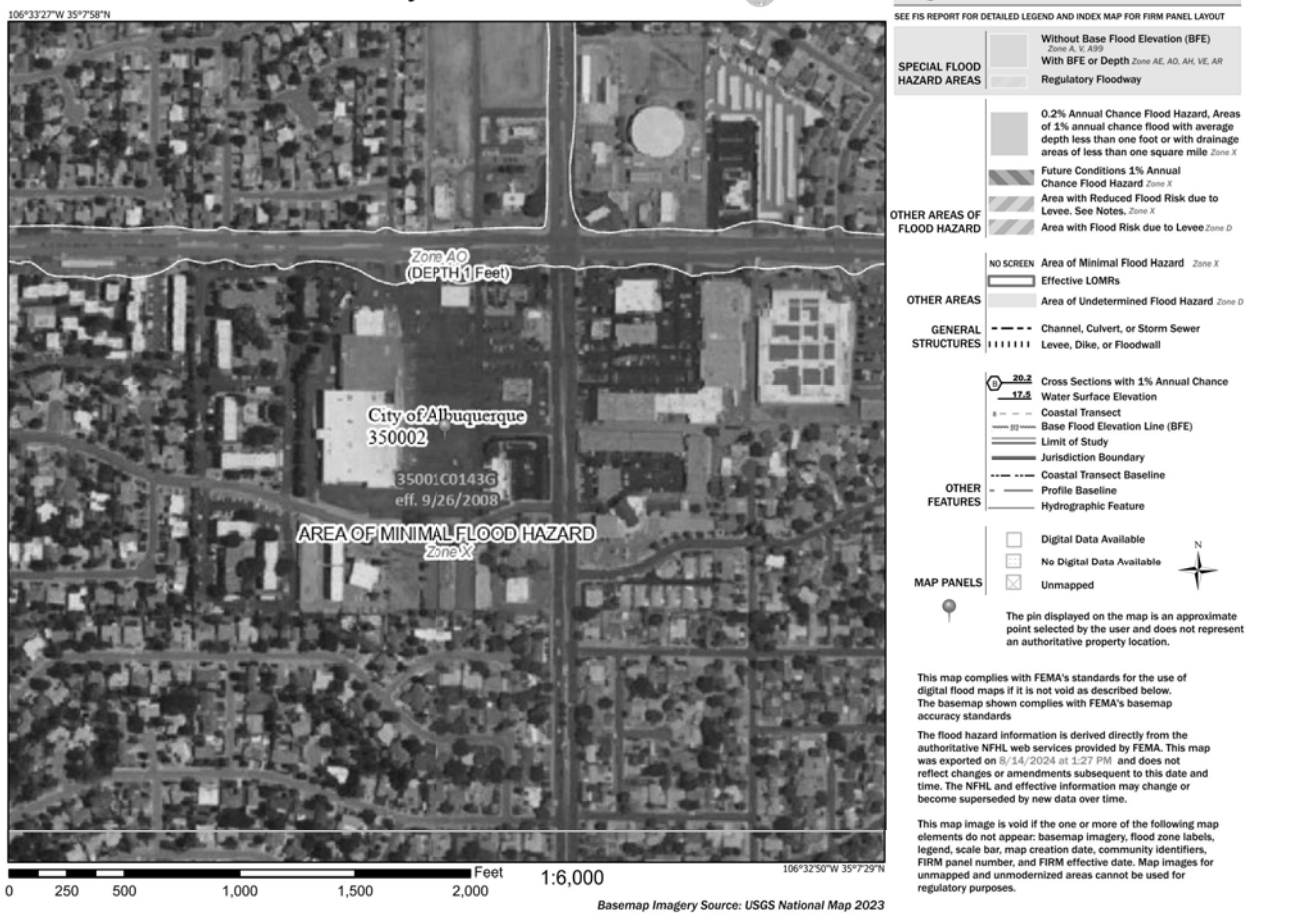 106°33'27"W 35°7'58"N
Zone AO
(DEPTH 1 Feet)
City of Albuquerque
350002
35001C0143G
eff. 9/26/2008
AREA OF MINIMAL FLOOD HAZARD
Zone X
Feet
106°32'50"W 35°7'29"N
1:6,000
0 250 500 1,000 1,500 2,000
Basemap Imagery Source: USGS National Map 2023
SEE FIS REPORT FOR DETAILED LEGEND AND INDEX MAP FOR FIRM PANEL LAYOUT
SPECIAL FLOOD
HAZARD AREAS
Without Base Flood Elevation (BFE)
Zone A, V, A99
With BFE or Depth Zone AE, AO, AH, VE, AR
Regulatory Floodway
OTHER AREAS OF
FLOOD HAZARD
0.2% Annual Chance Flood Hazard, Areas
of 1% annual chance flood with average
depth less than one foot or with drainage
areas of less than one square mile Zone X
Future Conditions 1% Annual
Chance Flood Hazard Zone X
Area with Reduced Flood Risk due to
Levee. See Notes. Zone X
Area with Flood Risk due to Levee Zone D
OTHER AREAS
NO SCREEN Area of Minimal Flood Hazard Zone X
Effective LOMRs
Area of Undetermined Flood Hazard Zone D
GENERAL
STRUCTURES
Channel, Culvert, or Storm Sewer
Levee, Dike, or Floodwall
OTHER
FEATURES
B 20.2 Cross Sections with 1% Annual Chance
17.5 Water Surface Elevation
8 Coastal Transect
513 Base Flood Elevation Line (BFE)
Limit of Study
Jurisdiction Boundary
Coastal Transect Baseline
Profile Baseline
Hydrographic Feature
MAP PANELS
Digital Data Available
No Digital Data Available
Unmapped
N
The pin displayed on the map is an approximate
point selected by the user and does not represent
an authoritative property location.
This map complies with FEMA's standards for the use of
digital flood maps if it is not void as described below.
The basemap shown complies with FEMA's basemap
accuracy standards
The flood hazard information is derived directly from the
authoritative NFHL web services provided by FEMA. This map
was exported on 8/14/2024 at 1:27 PM and does not
reflect changes or amendments subsequent to this date and
time. The NFHL and effective information may change or
become superseded by new data over time.
This map image is void if the one or more of the following map
elements do not appear: basemap imagery, flood zone labels,
legend, scale bar, map creation date, community identifiers,
FIRM panel number, and FIRM effective date. Map images for
unmapped and unmodernized areas cannot be used for
regulatory purposes.